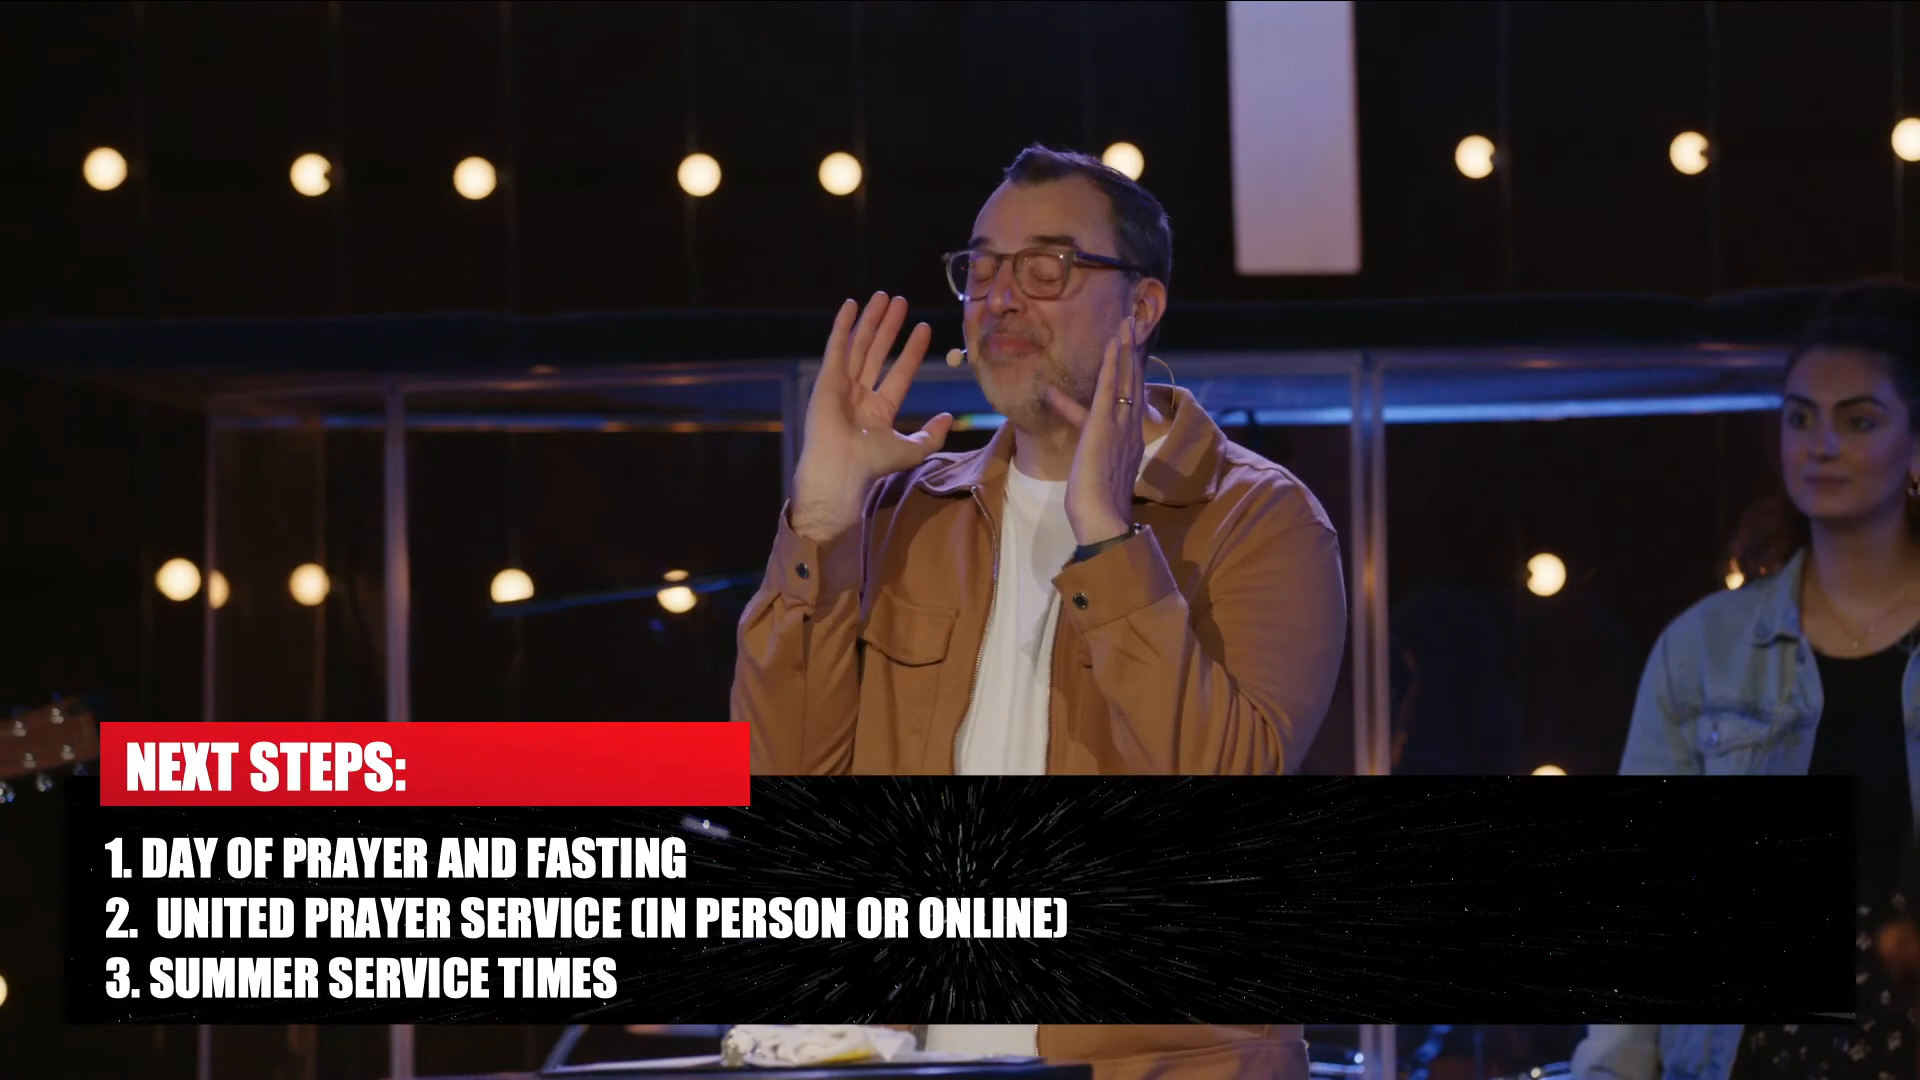 NEXT STEPS:
1. DAY OF PRAYER AND FASTING
2. UNITED PRAYER SERVICE (IN PERSON OR ONLINE)
3. SUMMER SERVICE TIMES